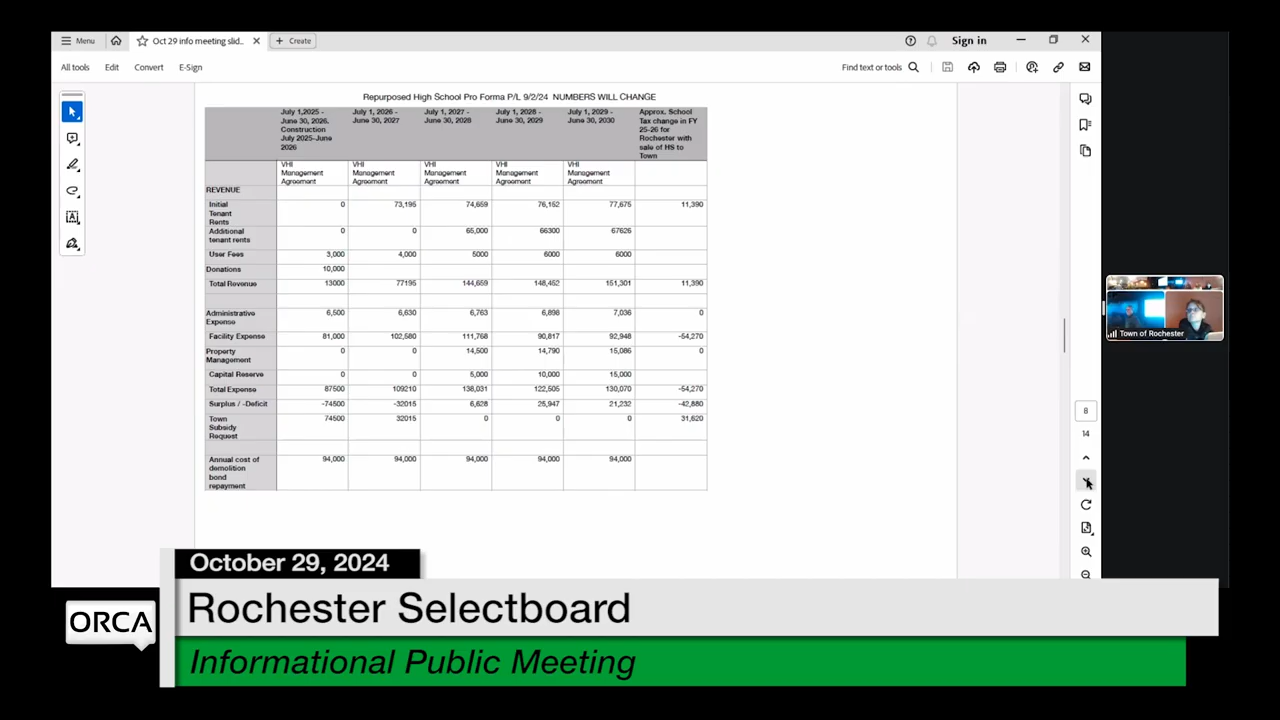 Menu
Oct 29 info meeting slid...
Create
Sign in
All tools Edit Convert E-Sign
Find text or tools
Repurposed High School Pro Forma P/L 9/2/24 NUMBERS WILL CHANGE
July 1,2025 - June 30, 2026. Construction July 2025-June 2026 July 1, 2026 - June 30, 2027 July 1, 2027 - June 30, 2028 July 1, 2028 - June 30, 2029 July 1, 2029 - June 30, 2030 Approx. School Tax change in FY 25-26 for Rochester with sale of HS to Town
VHI Management Agreement VHI Management Agreement VHI Management Agreement VHI Management Agreement VHI Management Agreement
REVENUE
Initial Tenant Rents 0 73,195 74,659 76,152 77,675 11,390
Additional tenant rents 0 0 65,000 66300 67626
User Fees 3,000 4,000 5000 6000 6000
Donations 10,000
Total Revenue 13000 77195 144,659 148,452 151,301 11,390
Administrative Expense 6,500 6,630 6,763 6,898 7,036 0
Facility Expense 81,000 102,580 111,768 90,817 92,948 -54,270
Property Management 0 0 14,500 14,790 15,086 0
Capital Reserve 0 0 5,000 10,000 15,000
Total Expense 87500 109210 138,031 122,505 130,070 -54,270
Surplus / -Deficit -74500 -32015 6,628 25,947 21,232 -42,880
Town Subsidy Request 74500 32015 0 0 0 31,620
Annual cost of demolition bond repayment 94,000 94,000 94,000 94,000 94,000
8
14
Town of Rochester
October 29, 2024
ORCA
Rochester Selectboard
Informational Public Meeting